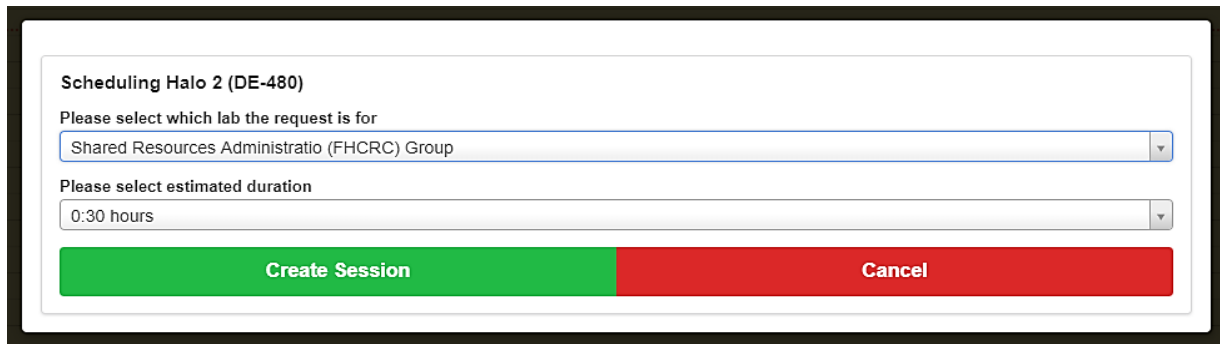 Scheduling Halo 2 (DE-480)
Please select which lab the request is for
Shared Resources Administratio (FHCRC) Group
Please select estimated duration
0:30 hours
Create Session Cancel